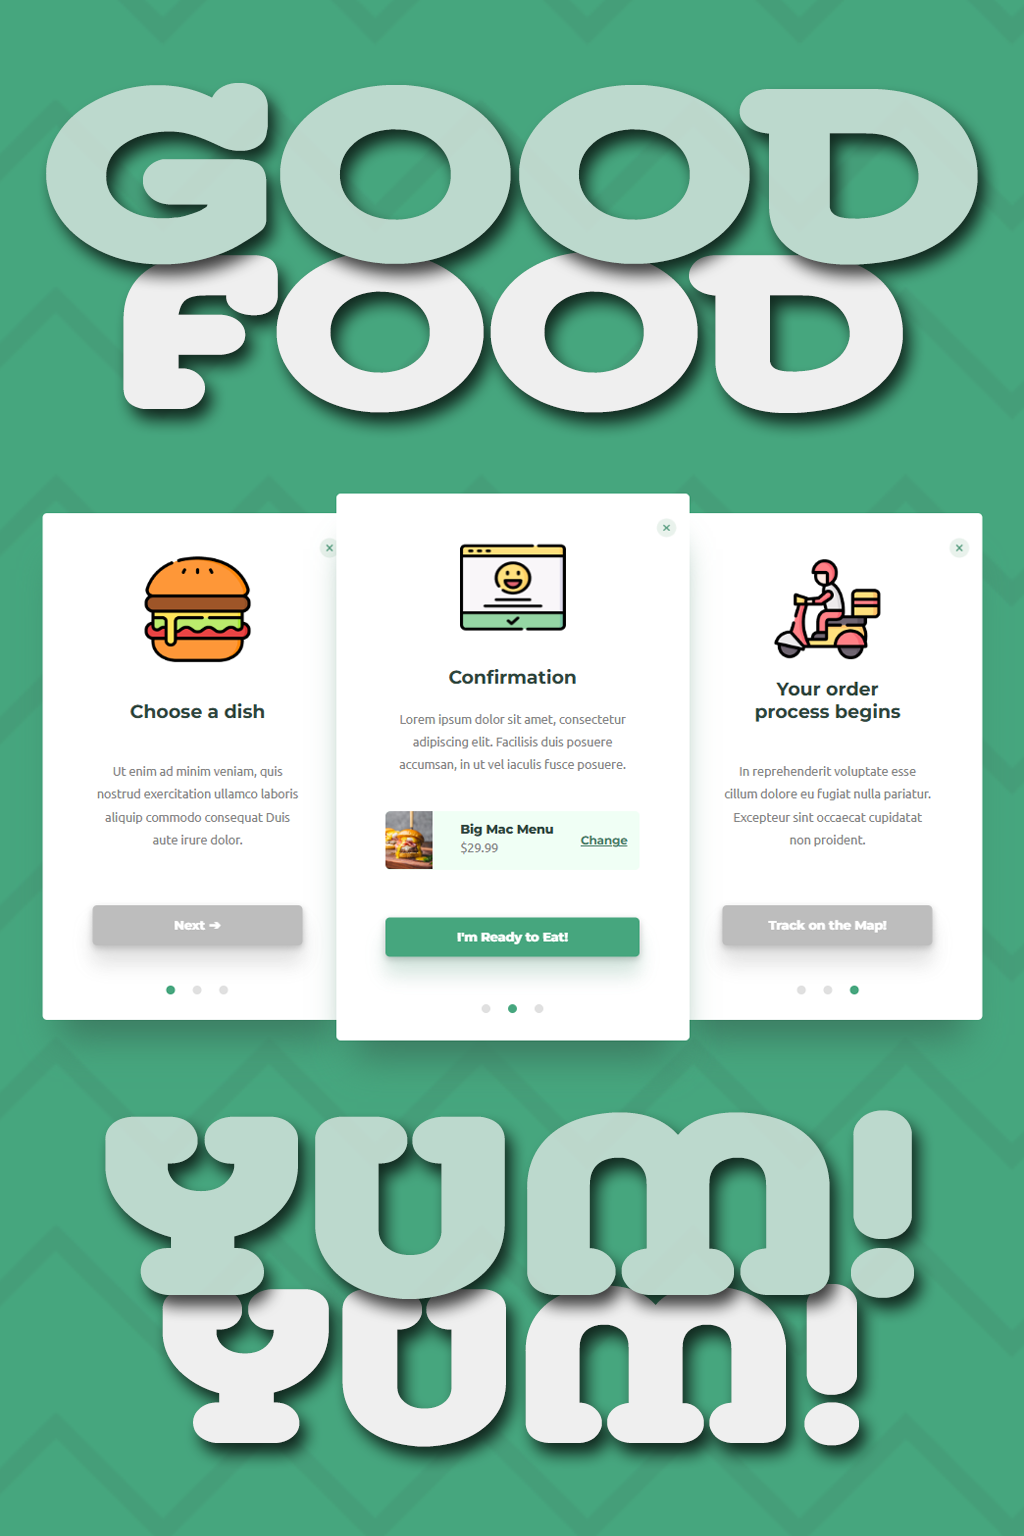 GOOD
FOOD
Choose a dish
Ut enim ad minim veniam, quis
nostrud exercitation ullamco laboris
aliquip commodo consequat Duis
aute irure dolor.
Next ➔
Confirmation
Lorem ipsum dolor sit amet, consectetur
adipiscing elit. Facilisis duis posuere
accumsan, in ut vel iaculis fusce posuere.
Big Mac Menu
$29.99
Change
I'm Ready to Eat!
Your order
process begins
In reprehenderit voluptate esse
cillum dolore eu fugiat nulla pariatur.
Excepteur sint occaecat cupidatat
non proident.
Track on the Map!
YUM!
YUM!